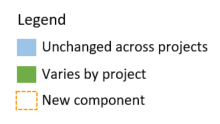 Legend
Unchanged across projects
Varies by project
New component